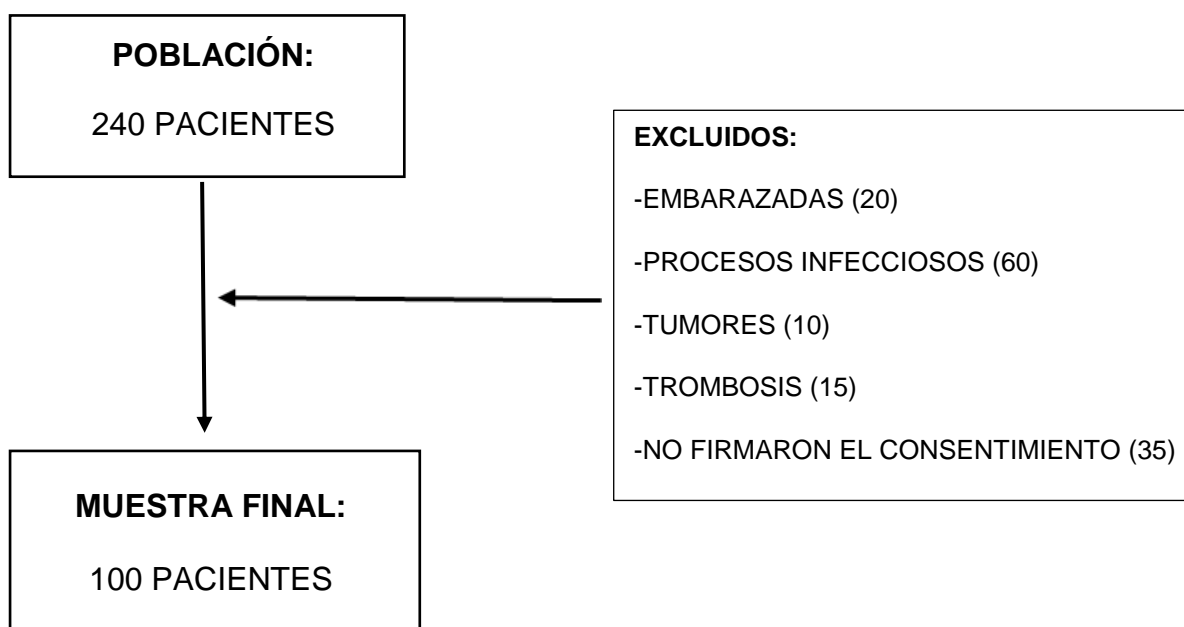 POBLACIÓN:
240 PACIENTES
EXCLUIDOS:
-EMBARAZADAS (20)
-PROCESOS INFECCIOSOS (60)
-TUMORES (10)
-TROMBOSIS (15)
-NO FIRMARON EL CONSENTIMIENTO (35)
MUESTRA FINAL:
100 PACIENTES